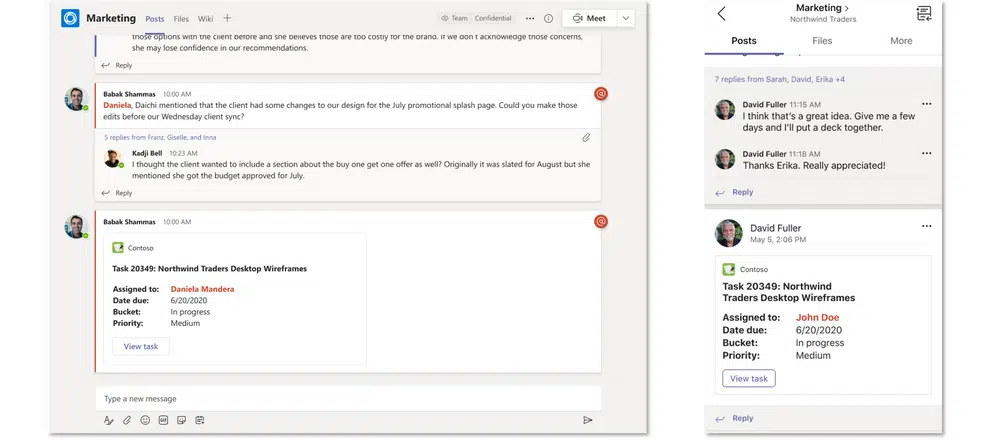 Marketing Posts Files Wiki
Team Confidential
Meet
those options with the client before and she believes those are too costly for the brand. If we don't acknowledge those concerns,
she may lose confidence in our recommendations.
Reply
Babak Shammas 10:00 AM
Daniela, Daichi mentioned that the client had some changes to our design for the July promotional splash page. Could you make those
edits before our Wednesday client sync?
5 replies from Franz, Giselle, and Inna
Kadji Bell 10:23 AM
I thought the client wanted to include a section about the buy one get one offer as well? Originally it was slated for August but she
mentioned she got the budget approved for July.
Reply
Babak Shammas 10:00 AM
Contoso
Task 20349: Northwind Traders Desktop Wireframes
Assigned to: Daniela Mandera
Date due: 6/20/2020
Bucket: In progress
Priority: Medium
View task
Type a new message
GIF
Marketing
Northwind Traders
Posts Files More
7 replies from Sarah, David, Erika +4
David Fuller 11:15 AM
I think that's a great idea. Give me a few
days and I'll put a deck together.
David Fuller 11:18 AM
Thanks Erika. Really appreciated!
Reply
David Fuller
May 5, 2:06 PM
Contoso
Task 20349: Northwind
Traders Desktop Wireframes
Assigned to: John Doe
Date due: 6/20/2020
Bucket: In progress
Priority: Medium
View task
Reply